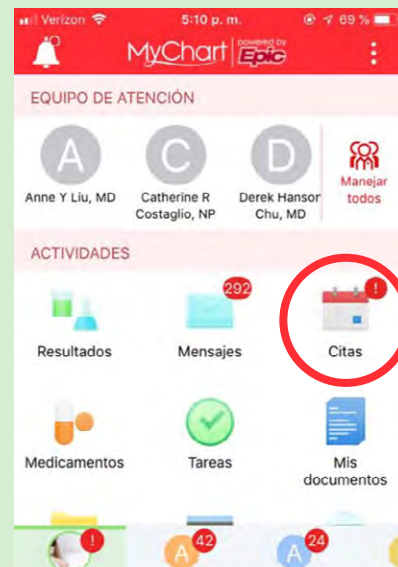 Verizon 5:10 p. m. 69 %
MyChart powered by Epic
EQUIPO DE ATENCIÓN
A C D
Manejar todos
Anne Y Liu, MD
Catherine R Costaglio, NP
Derek Hansor Chu, MD
ACTIVIDADES
292 !
Resultados Mensajes Citas
Medicamentos Tareas Mis
documentos
! A 42 A 24